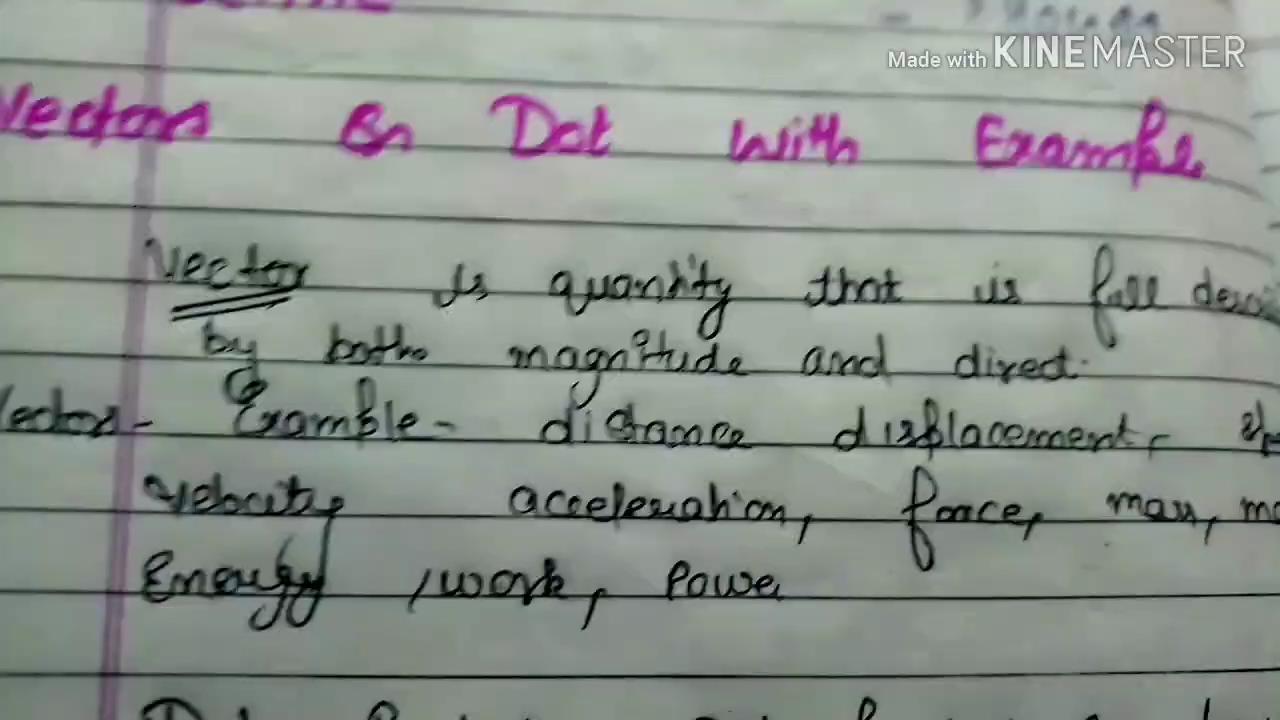 Made with KINEMASTER
Vectors on Dot with Example
Vector Is quantity that is full
by both magnitude and direct.
Vector - Example - distance displacement,
velocity acceleration, force, mass,
Energy, work, Power